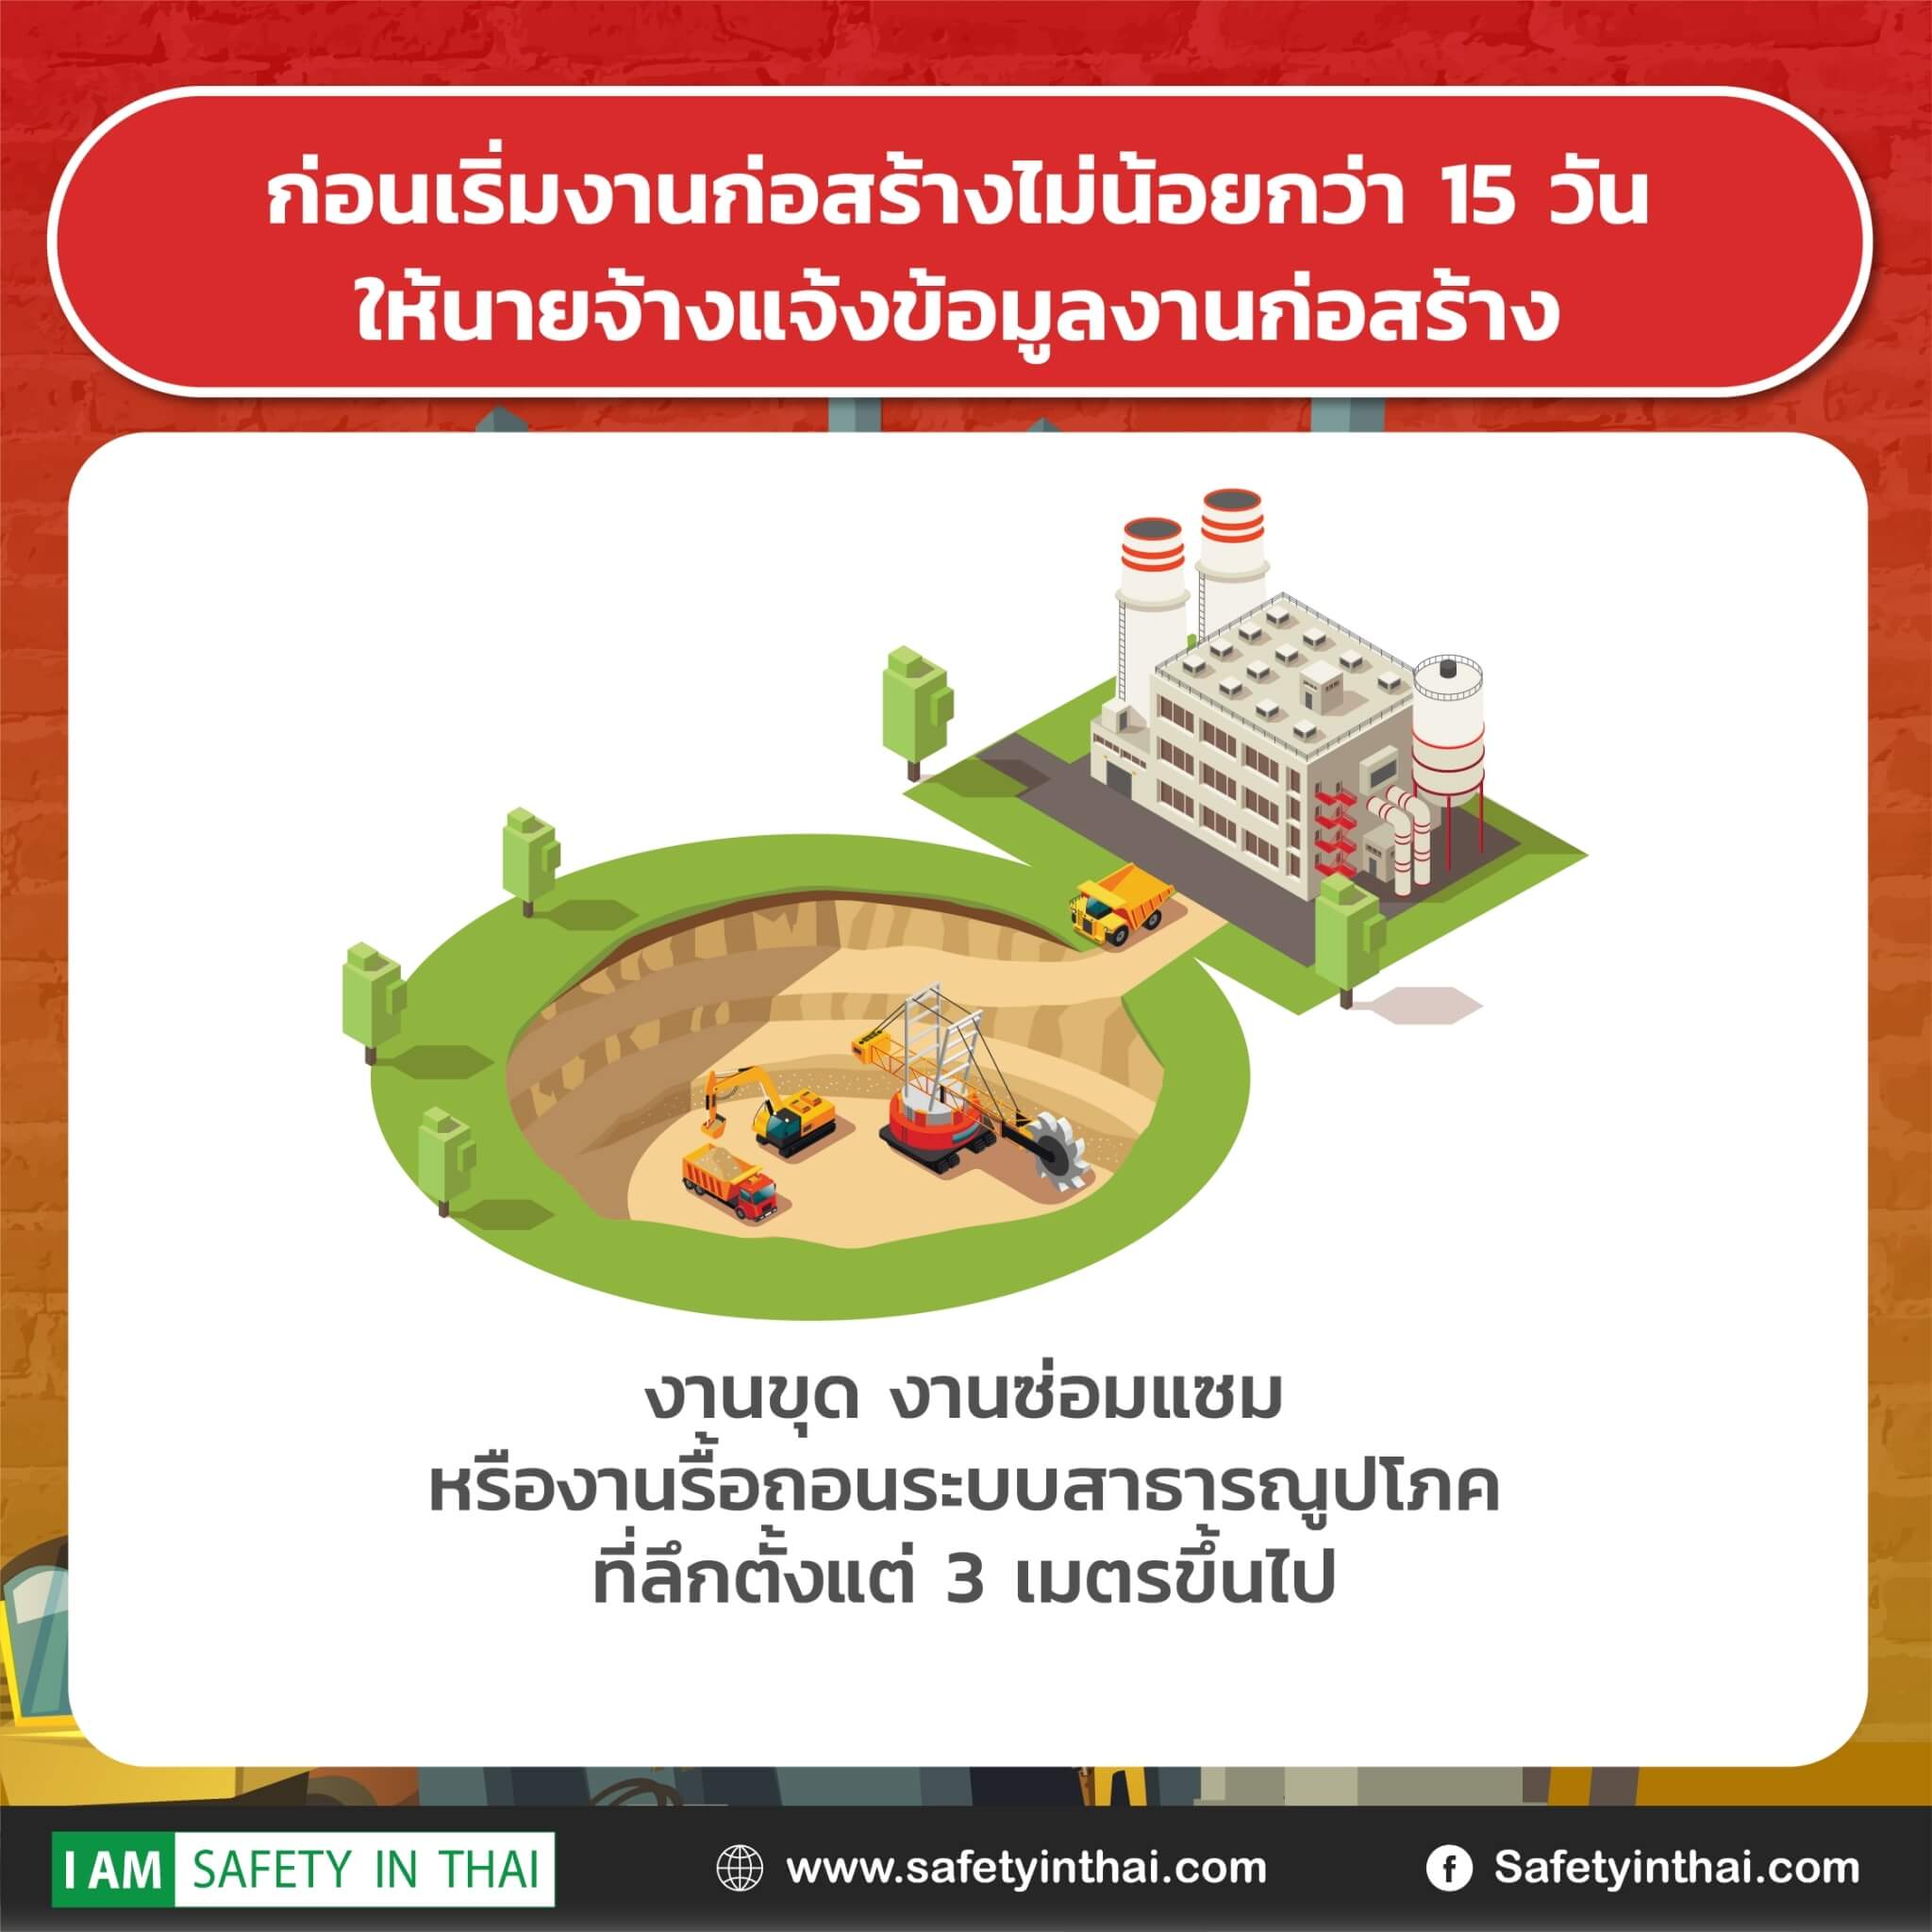 ก่อนเริ่มงานก่อสร้างไม่น้อยกว่า 15 วัน
ให้นายจ้างแจ้งข้อมูลงานก่อสร้าง
งานขุด งานซ่อมแซม
หรืองานรื้อถอนระบบสาธารณูปโภค
ที่ลึกตั้งแต่ 3 เมตรขึ้นไป
I AM SAFETY IN THAI
www.safetyinthai.com
Safetyinthai.com